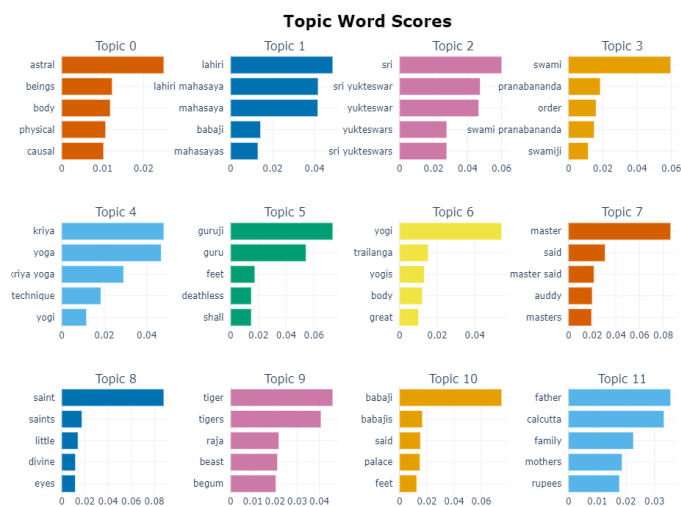 Topic Word Scores
Topic 0 Topic 1 Topic 2 Topic 3
astral lahiri sri swami
beings lahiri mahasaya sri yukteswar pranabananda
body mahasaya yukteswar order
physical babaji yukteswars swami pranabananda
causal mahasayas sri yukteswars swamiji
0 0.01 0.02 0 0.02 0.04 0 0.02 0.04 0.06 0 0.02 0.04 0.06
Topic 4 Topic 5 Topic 6 Topic 7
kriya guruji yogi master
yoga guru trailanga said
kriya yoga feet yogis master said
technique deathless body auddy
yogi shall great masters
0 0.02 0.04 0 0.02 0.04 0.06 0 0.02 0.04 0 0.02 0.04 0.06 0.08
Topic 8 Topic 9 Topic 10 Topic 11
saint tiger babaji father
saints tigers babajis calcutta
little raja said family
divine beast palace mothers
eyes begum feet rupees
0 0.02 0.04 0.06 0.08 0 0.01 0.02 0.03 0.04 0 0.02 0.04 0.06 0 0.01 0.02 0.03